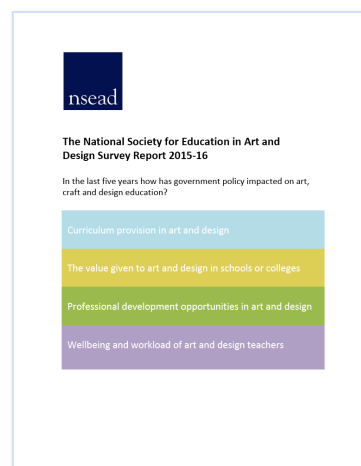 nsead
The National Society for Education in Art and
Design Survey Report 2015-16
In the last five years how has government policy impacted on art,
craft and design education?
Curriculum provision in art and design
The value given to art and design in schools or colleges
Professional development opportunities in art and design
Wellbeing and workload of art and design teachers